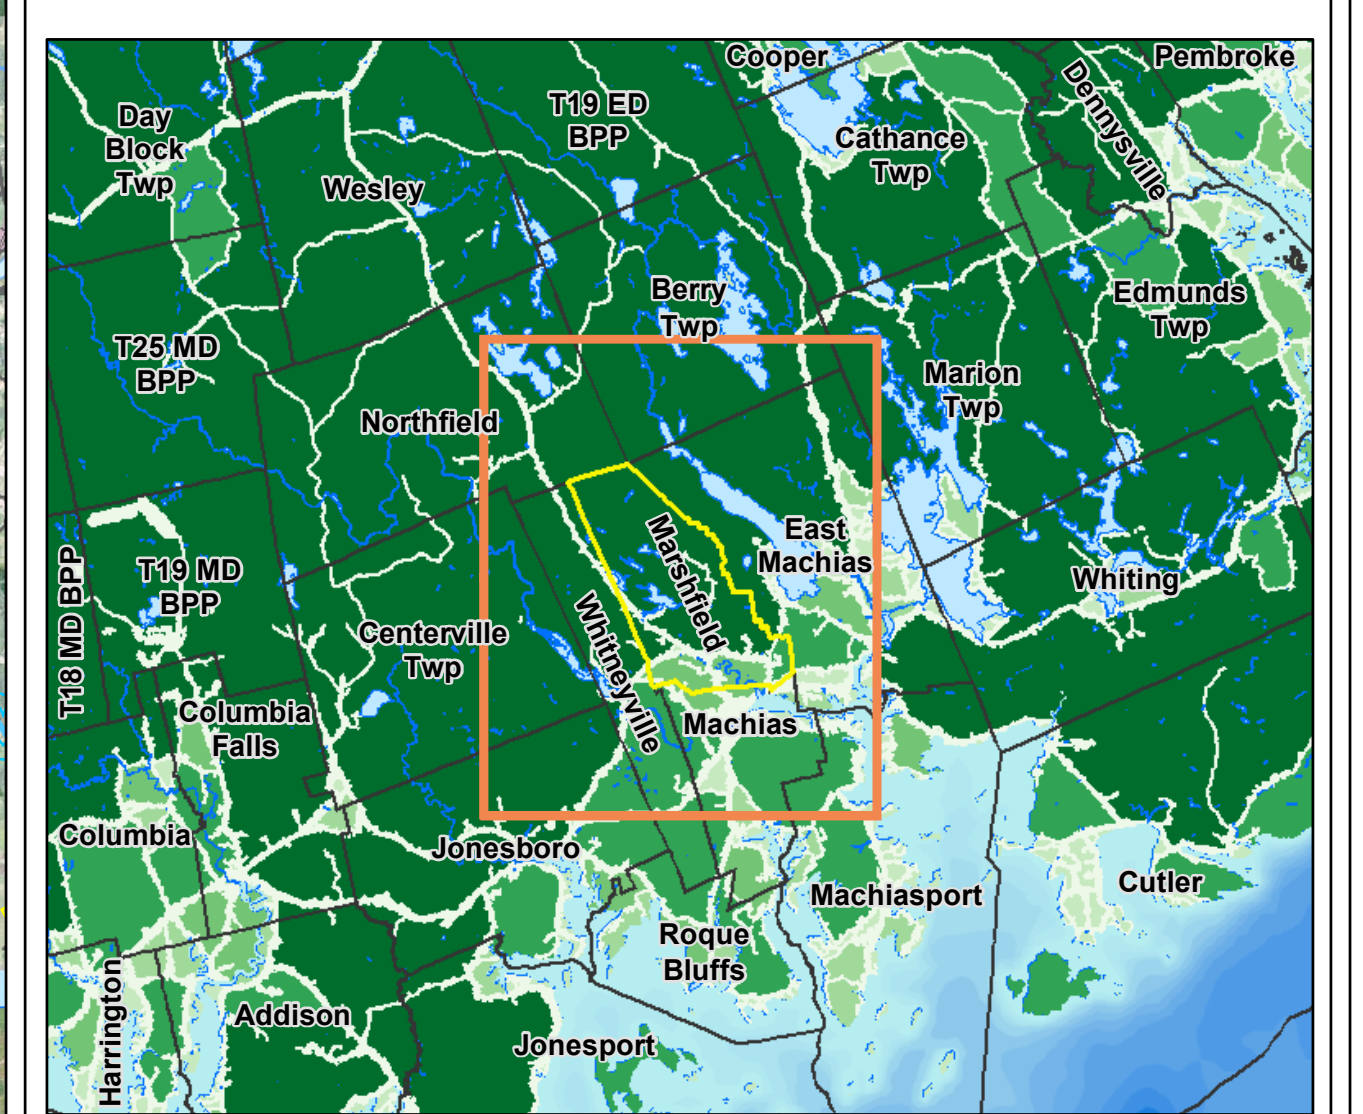 Cooper
Pembroke
Dennysville
T19 ED
BPP
Day
Block
Twp
Cathance
Twp
Wesley
Berry
Twp
Edmunds
Twp
T25 MD
BPP
Marion
Twp
Northfield
East
Machias
Marshfield
T18 MD BPP
T19 MD
BPP
Whiting
Whitneyville
Centerville
Twp
Columbia
Falls
Machias
Columbia
Jonesboro
Machiasport
Cutler
Roque
Bluffs
Harrington
Addison
Jonesport